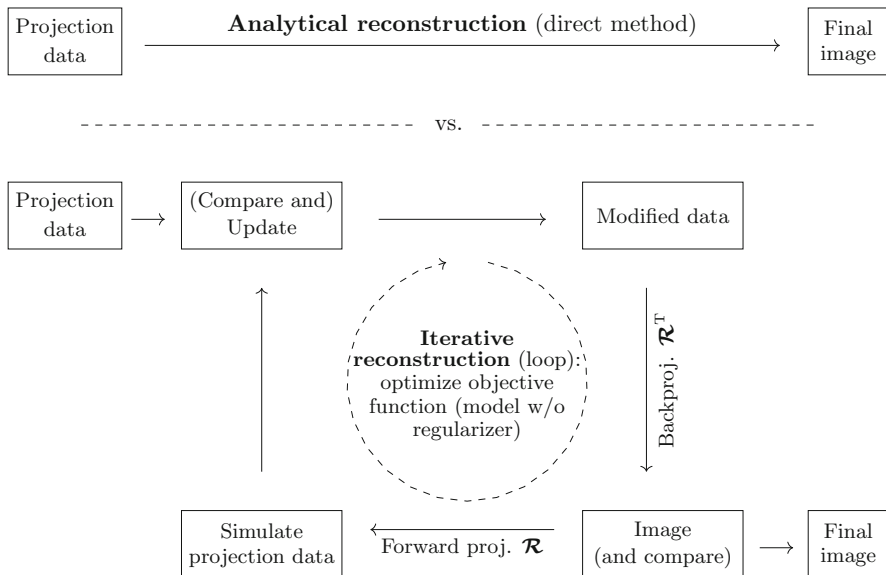 Projection
data
Analytical reconstruction (direct method)
Final
image
vs.
Projection
data
(Compare and)
Update
Modified data
Iterative
reconstruction (loop):
optimize objective
function (model w/o
regularizer)
Backproj. 𝓡ᵀ
Simulate
projection data
Forward proj. 𝓡
Image
(and compare)
Final
image